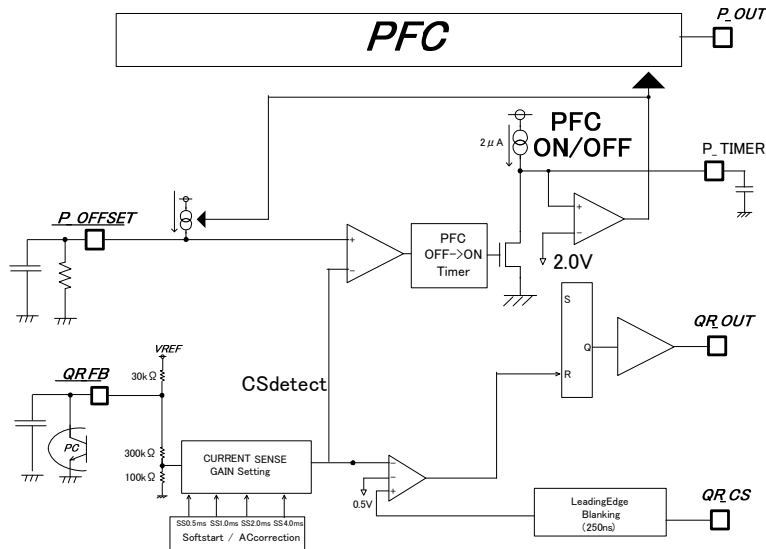 PFC
P_OUT
PFC
ON/OFF
2μA
P_TIMER
P_OFFSET
+
-
PFC
OFF->ON
Timer
+
-
2.0V
S
Q
R
QR_OUT
VREF
30kΩ
QR_FB
CSdetect
PC
300kΩ
100kΩ
CURRENT SENSE
GAIN Setting
-
-
+
0.5V
LeadingEdge
Blanking
(250ns)
QR_CS
SS0.5ms SS1.0ms SS2.0ms SS4.0ms
Softstart / ACcorrection